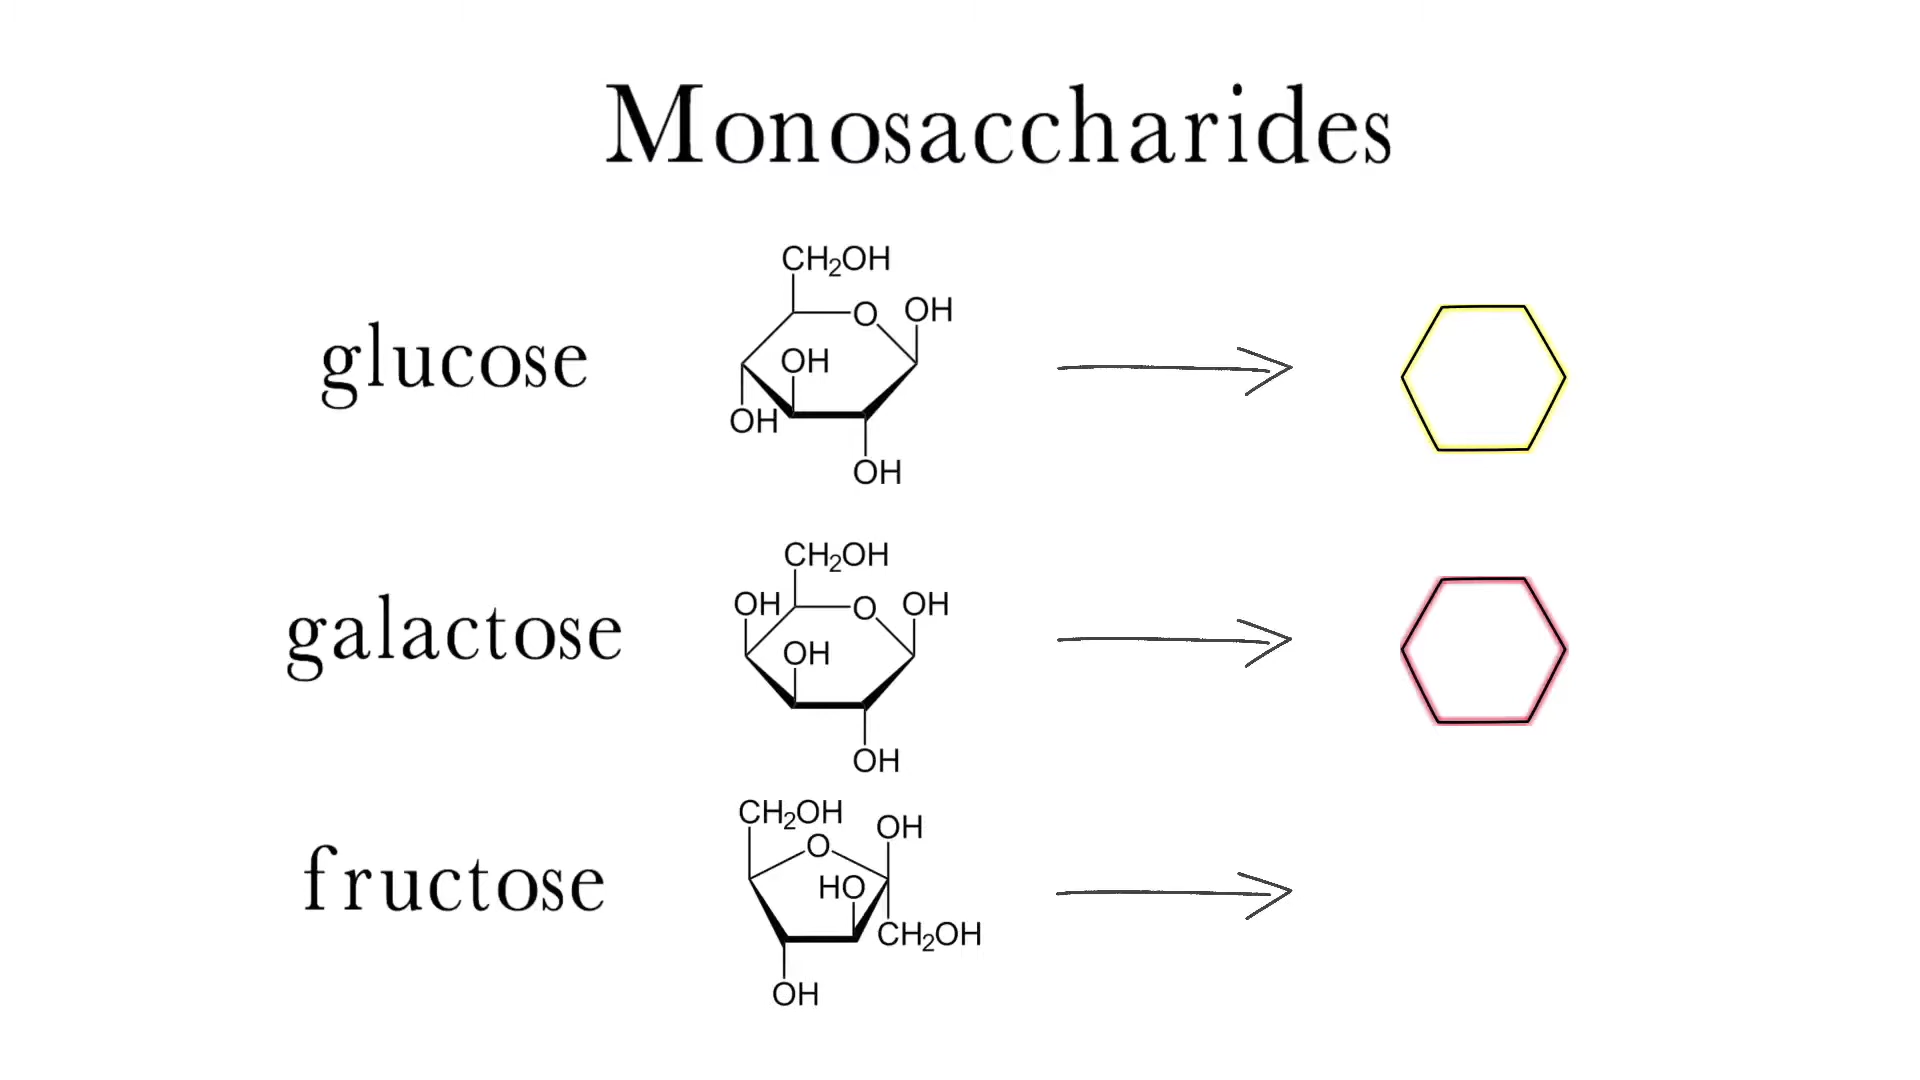 Monosaccharides
glucose
CH₂OH
O
OH
OH
OH
OH
galactose
CH₂OH
OH
O
OH
OH
OH
fructose
CH₂OH
OH
O
HO
CH₂OH
OH